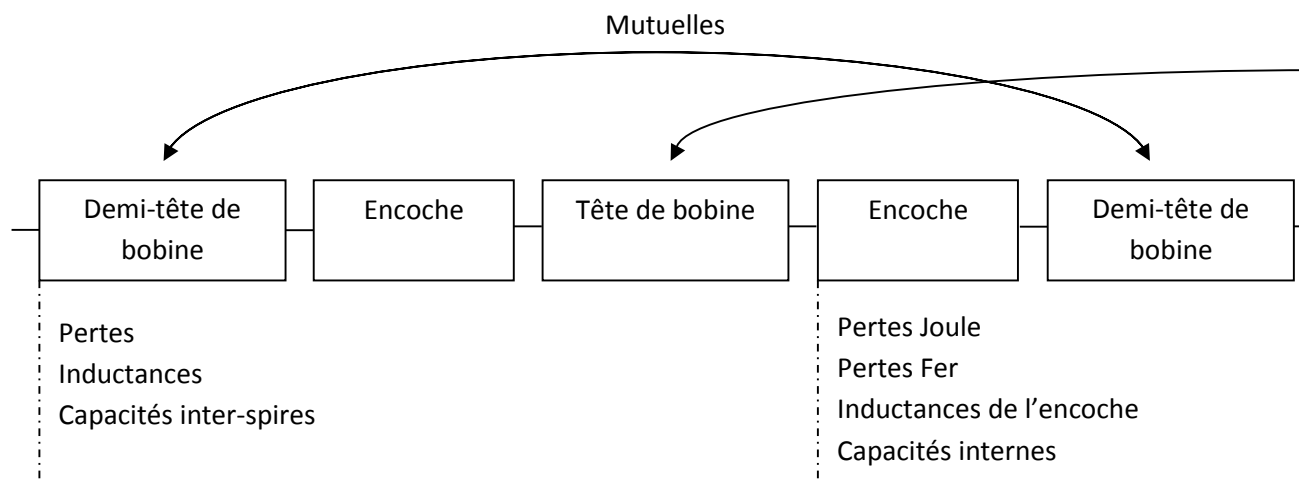 Mutuelles
Demi-tête de
bobine
Encoche
Tête de bobine
Encoche
Demi-tête de
bobine
Pertes
Inductances
Capacités inter-spires
Pertes Joule
Pertes Fer
Inductances de l’encoche
Capacités internes